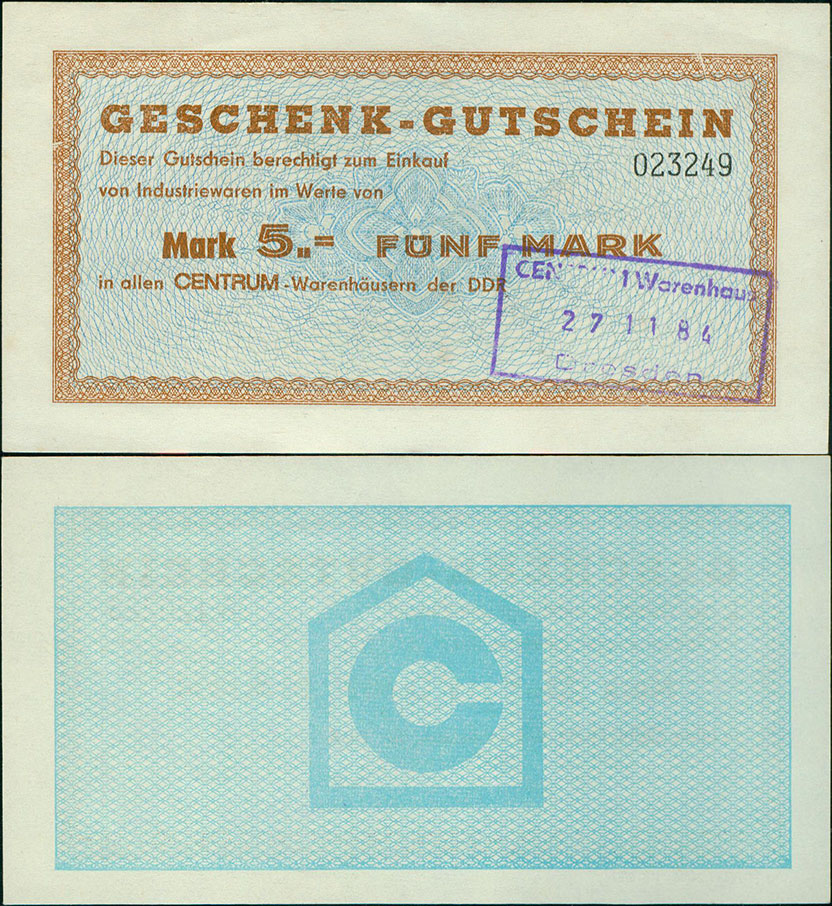 GESCHENK-GUTSCHEIN
Dieser Gutschein berechtigt zum Einkauf
023249
von Industriewaren im Werte von
Mark 5,,= FÜNF MARK
in allen CENTRUM-Warenhäusern der DDR
Warenhaus
27 11 84
Dresden
C